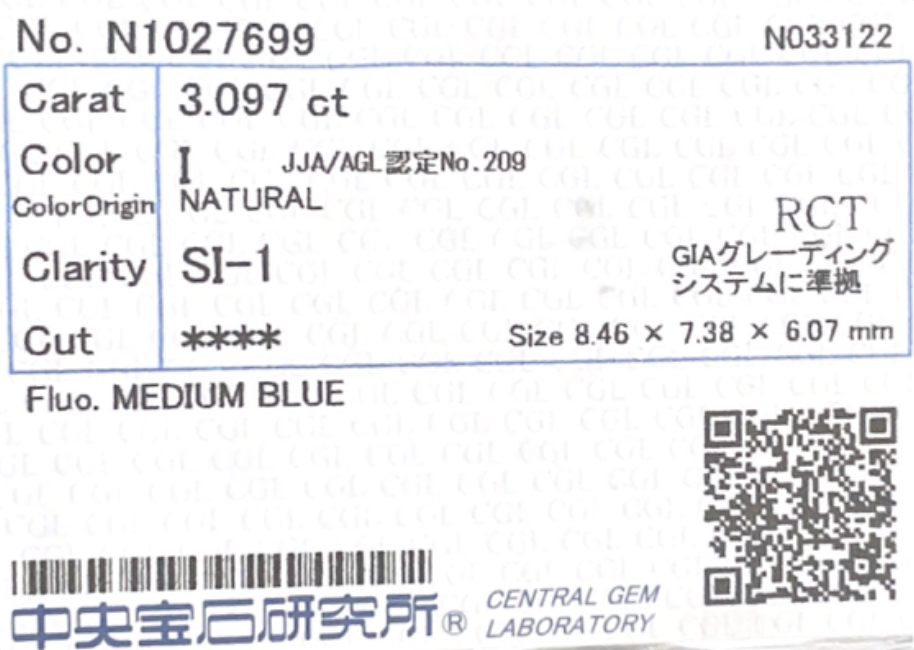 No. N1027699 N033122
Carat 3.097 ct
Color I JJA/AGL認定No.209
ColorOrigin NATURAL
RCT
Clarity SI-1 GIAグレーディング
システムに準拠
Cut **** Size 8.46 × 7.38 × 6.07 mm
Fluo. MEDIUM BLUE
中央宝石研究所® CENTRAL GEM
LABORATORY